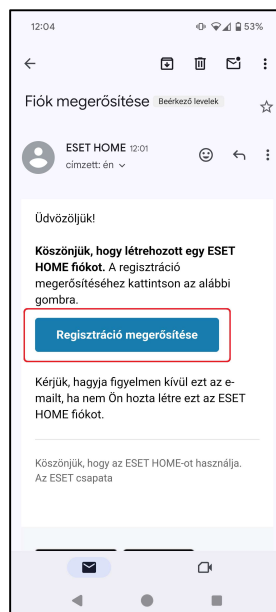 12:04
53%
Fiók megerősítése Beérkező levelek
ESET HOME 12:01
címzett: én
Üdvözöljük!
Köszönjük, hogy létrehozott egy ESET
HOME fiókot. A regisztráció
megerősítéséhez kattintson az alábbi
gombra.
Regisztráció megerősítése
Kérjük, hagyja figyelmen kívül ezt az e-
mailt, ha nem Ön hozta létre ezt az ESET
HOME fiókot.
Köszönjük, hogy az ESET HOME-ot használja.
Az ESET csapata